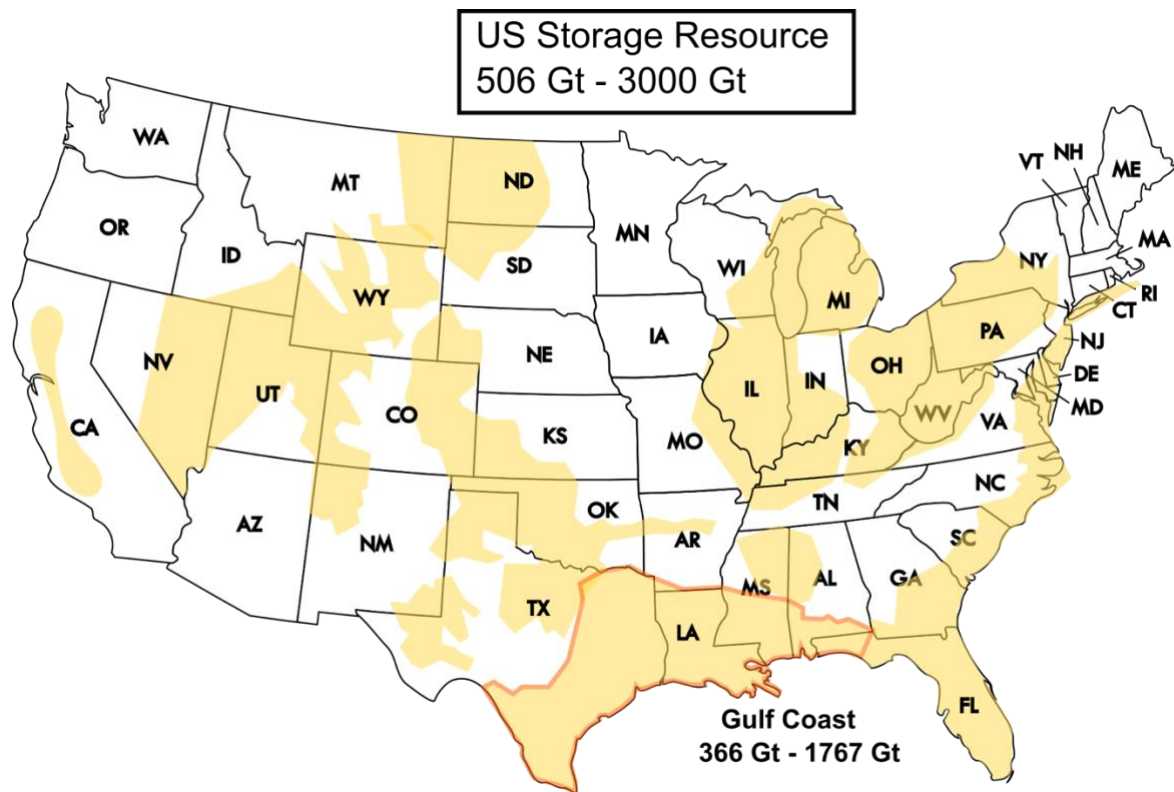 US Storage Resource
506 Gt - 3000 Gt
WA
MT
ND
VT
NH
ME
OR
ID
MN
SD
WI
NY
MA
WY
MI
RI
CT
IA
PA
NJ
NE
NV
OH
IL
IN
DE
UT
CO
MD
WV
CA
KS
MO
VA
KY
NC
TN
OK
AZ
NM
AR
SC
MS
AL
GA
TX
LA
FL
Gulf Coast
366 Gt - 1767 Gt